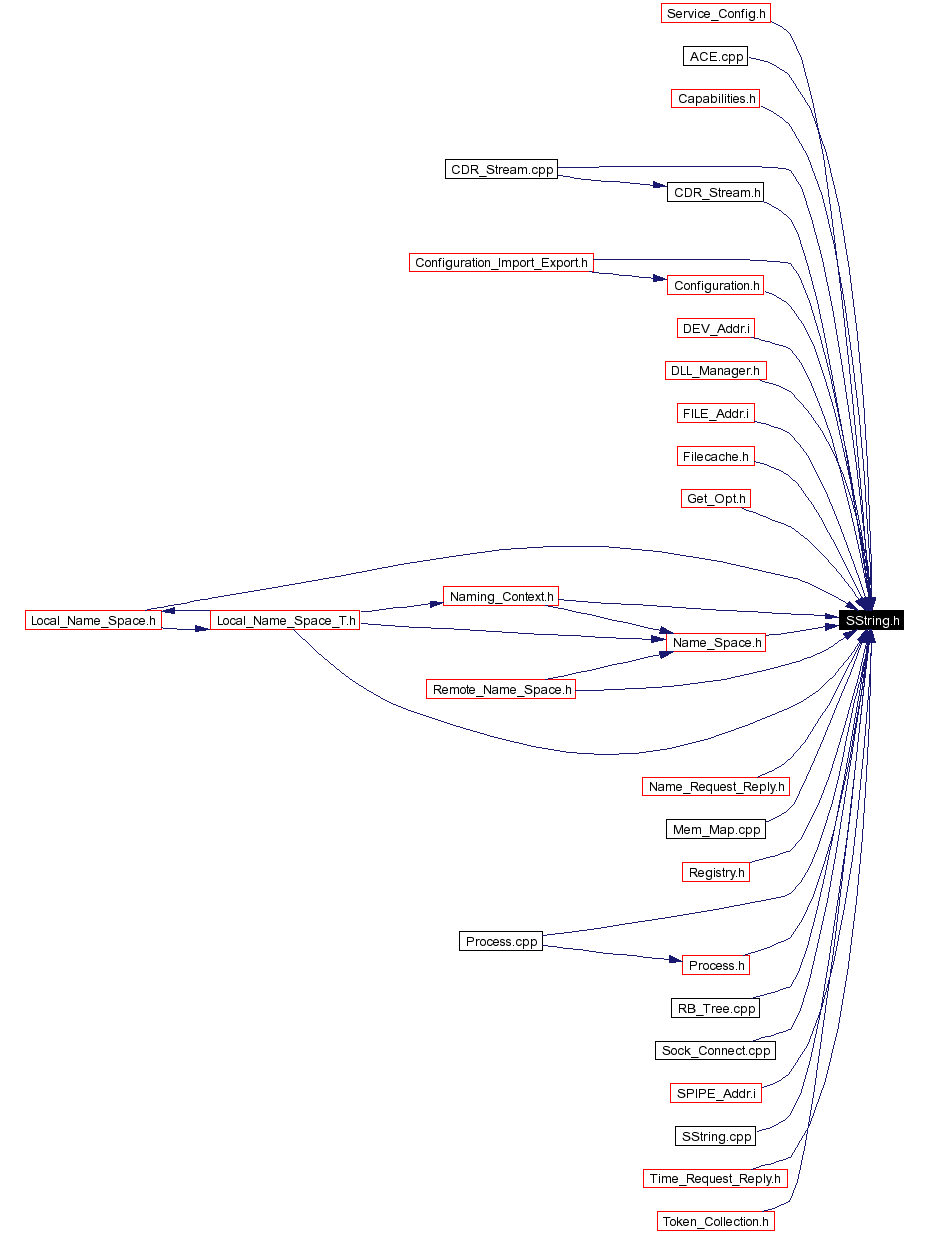 Service_Config.h
ACE.cpp
Capabilities.h
CDR_Stream.cpp
CDR_Stream.h
Configuration_Import_Export.h
Configuration.h
DEV_Addr.i
DLL_Manager.h
FILE_Addr.i
Filecache.h
Get_Opt.h
Naming_Context.h
Local_Name_Space.h
Local_Name_Space_T.h
SString.h
Name_Space.h
Remote_Name_Space.h
Name_Request_Reply.h
Mem_Map.cpp
Registry.h
Process.cpp
Process.h
RB_Tree.cpp
Sock_Connect.cpp
SPIPE_Addr.i
SString.cpp
Time_Request_Reply.h
Token_Collection.h